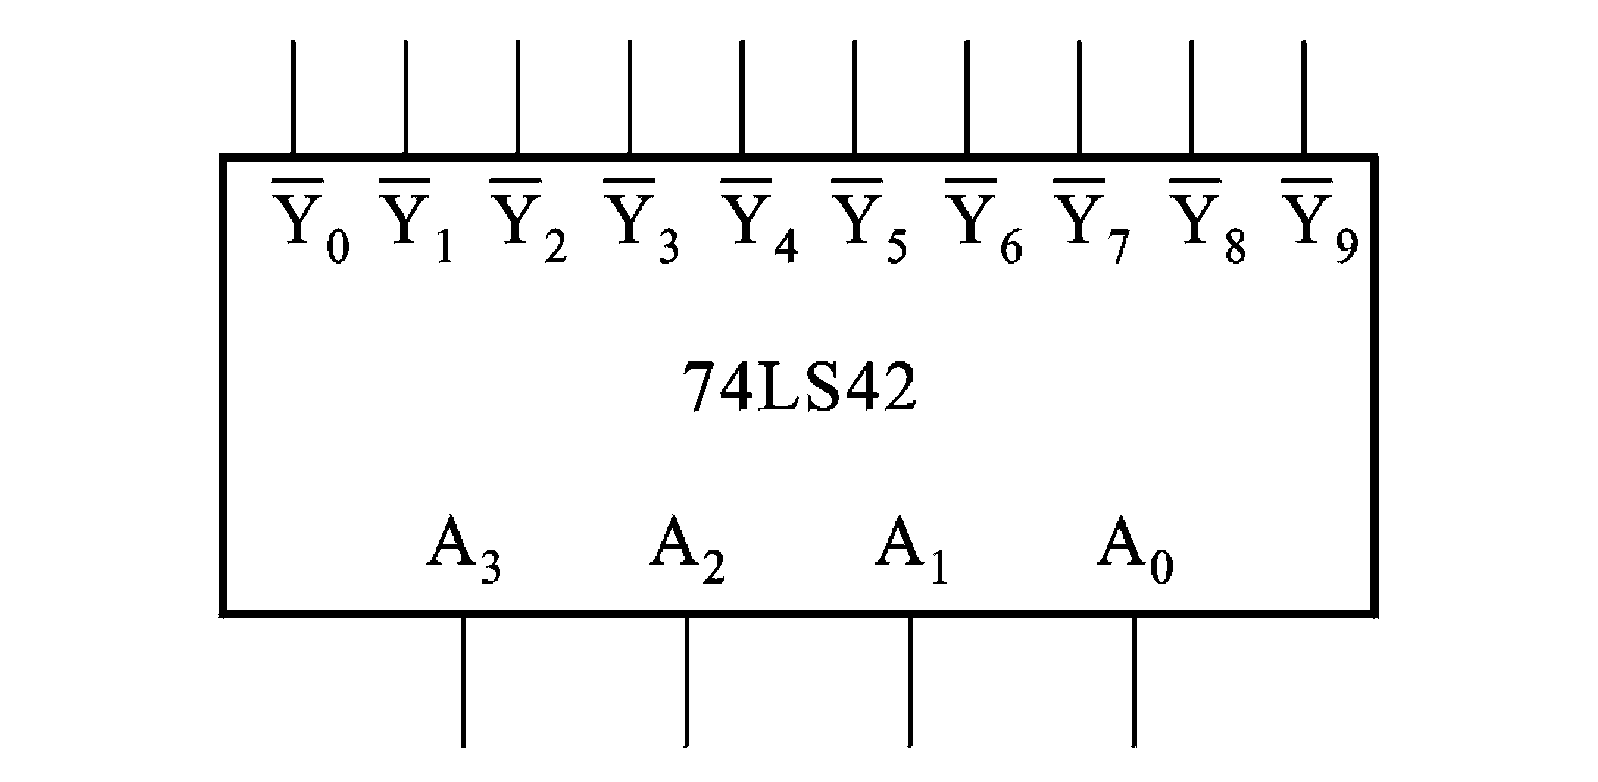 Y̅₀ Y̅₁ Y̅₂ Y̅₃ Y̅₄ Y̅₅ Y̅₆ Y̅₇ Y̅₈ Y̅₉
74LS42
A₃ A₂ A₁ A₀